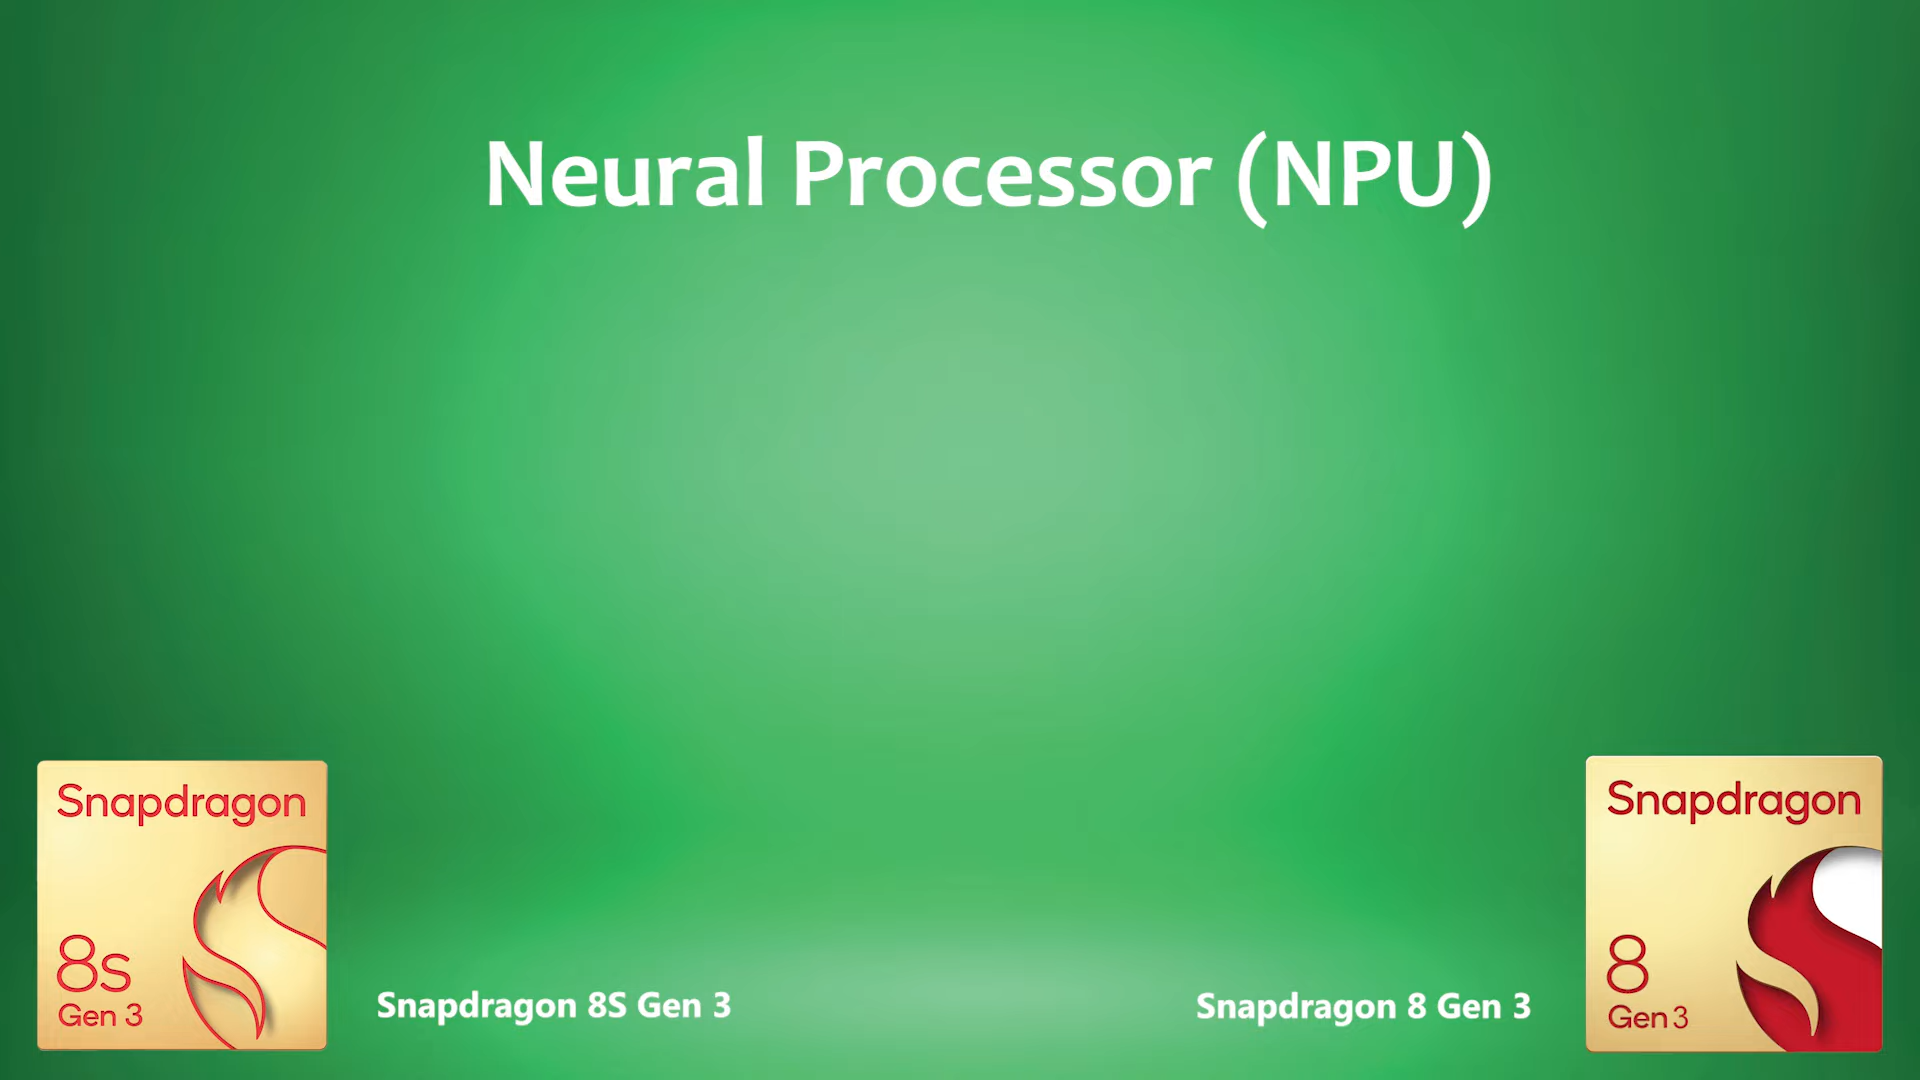 Neural Processor (NPU)
Snapdragon
8s
Gen 3
Snapdragon 8S Gen 3
Snapdragon 8 Gen 3
Snapdragon
8
Gen 3